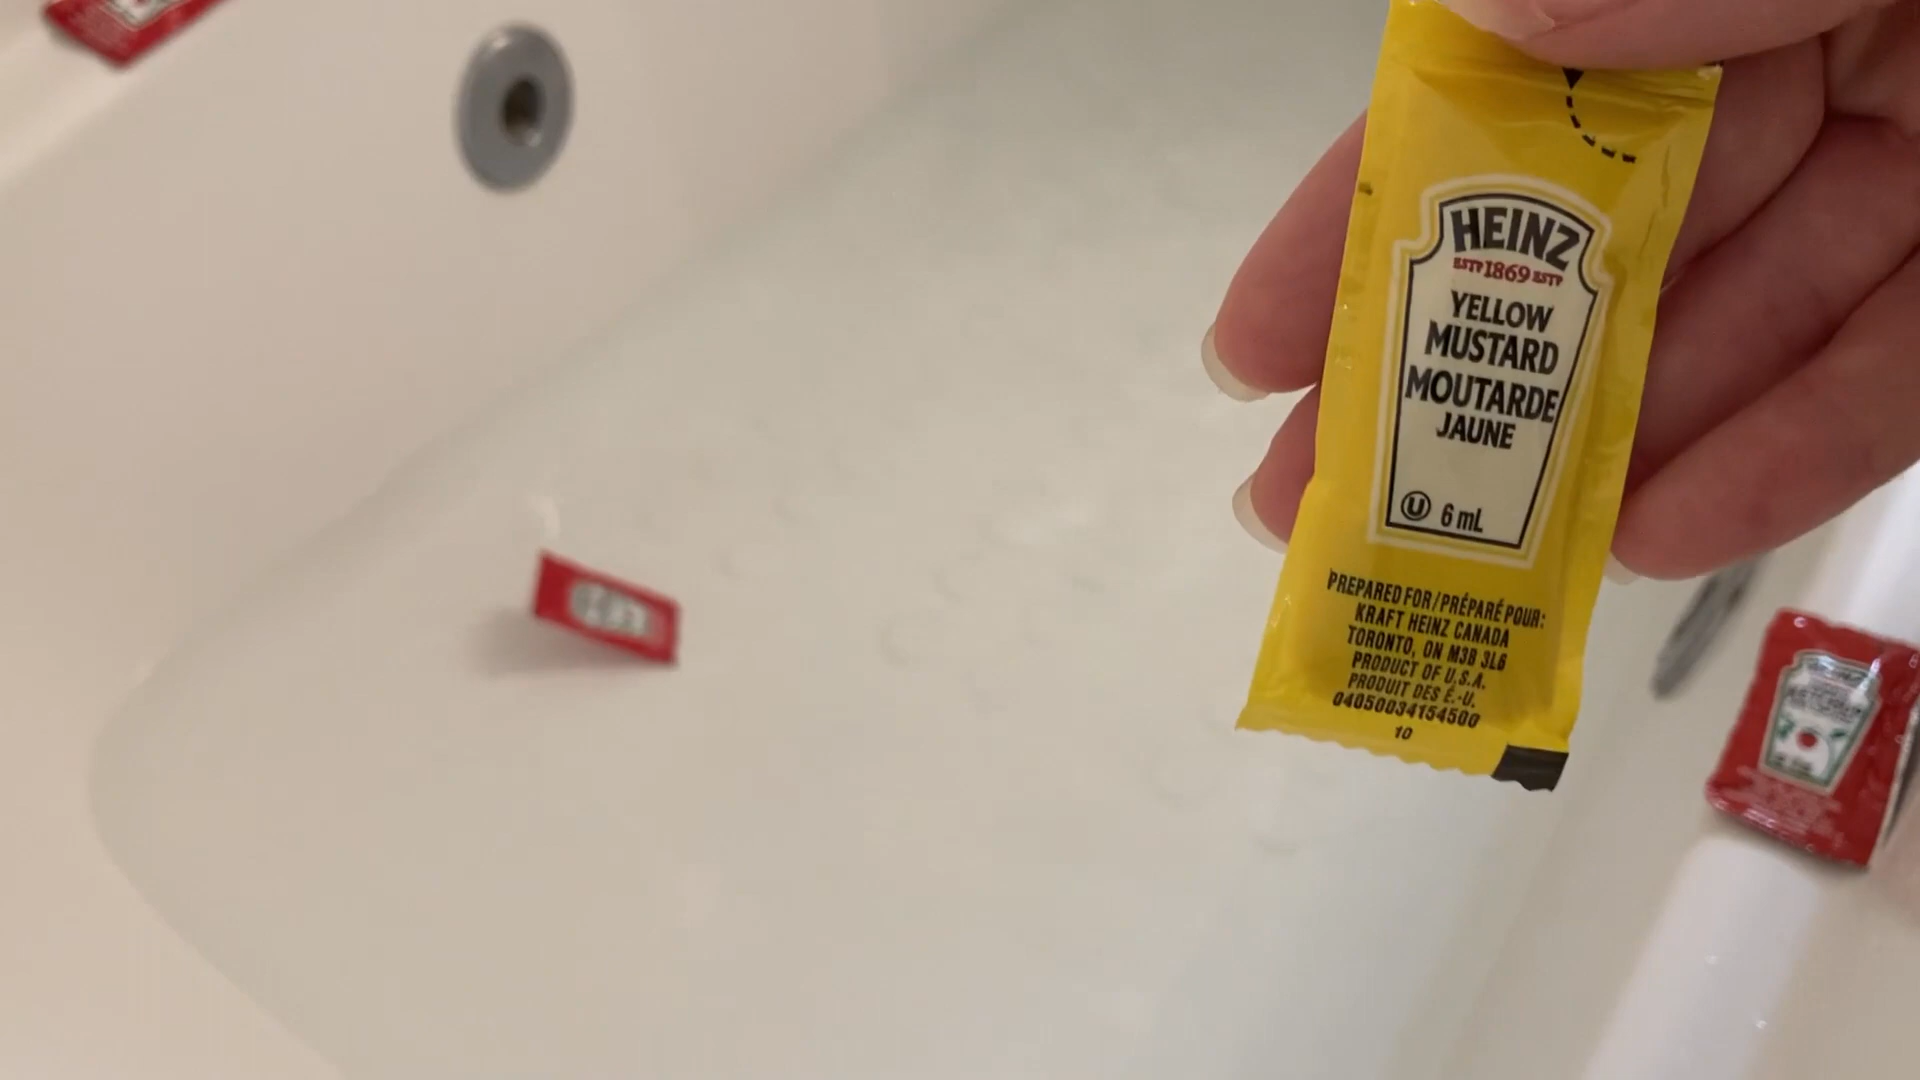 HEINZ
ESTD 1869 ESTD
YELLOW
MUSTARD
MOUTARDE
JAUNE
U 6 mL
PREPARED FOR/PRÉPARÉ POUR:
KRAFT HEINZ CANADA
TORONTO, ON M3B 3L6
PRODUCT OF U.S.A.
PRODUIT DES É.-U.
04050034154500
10